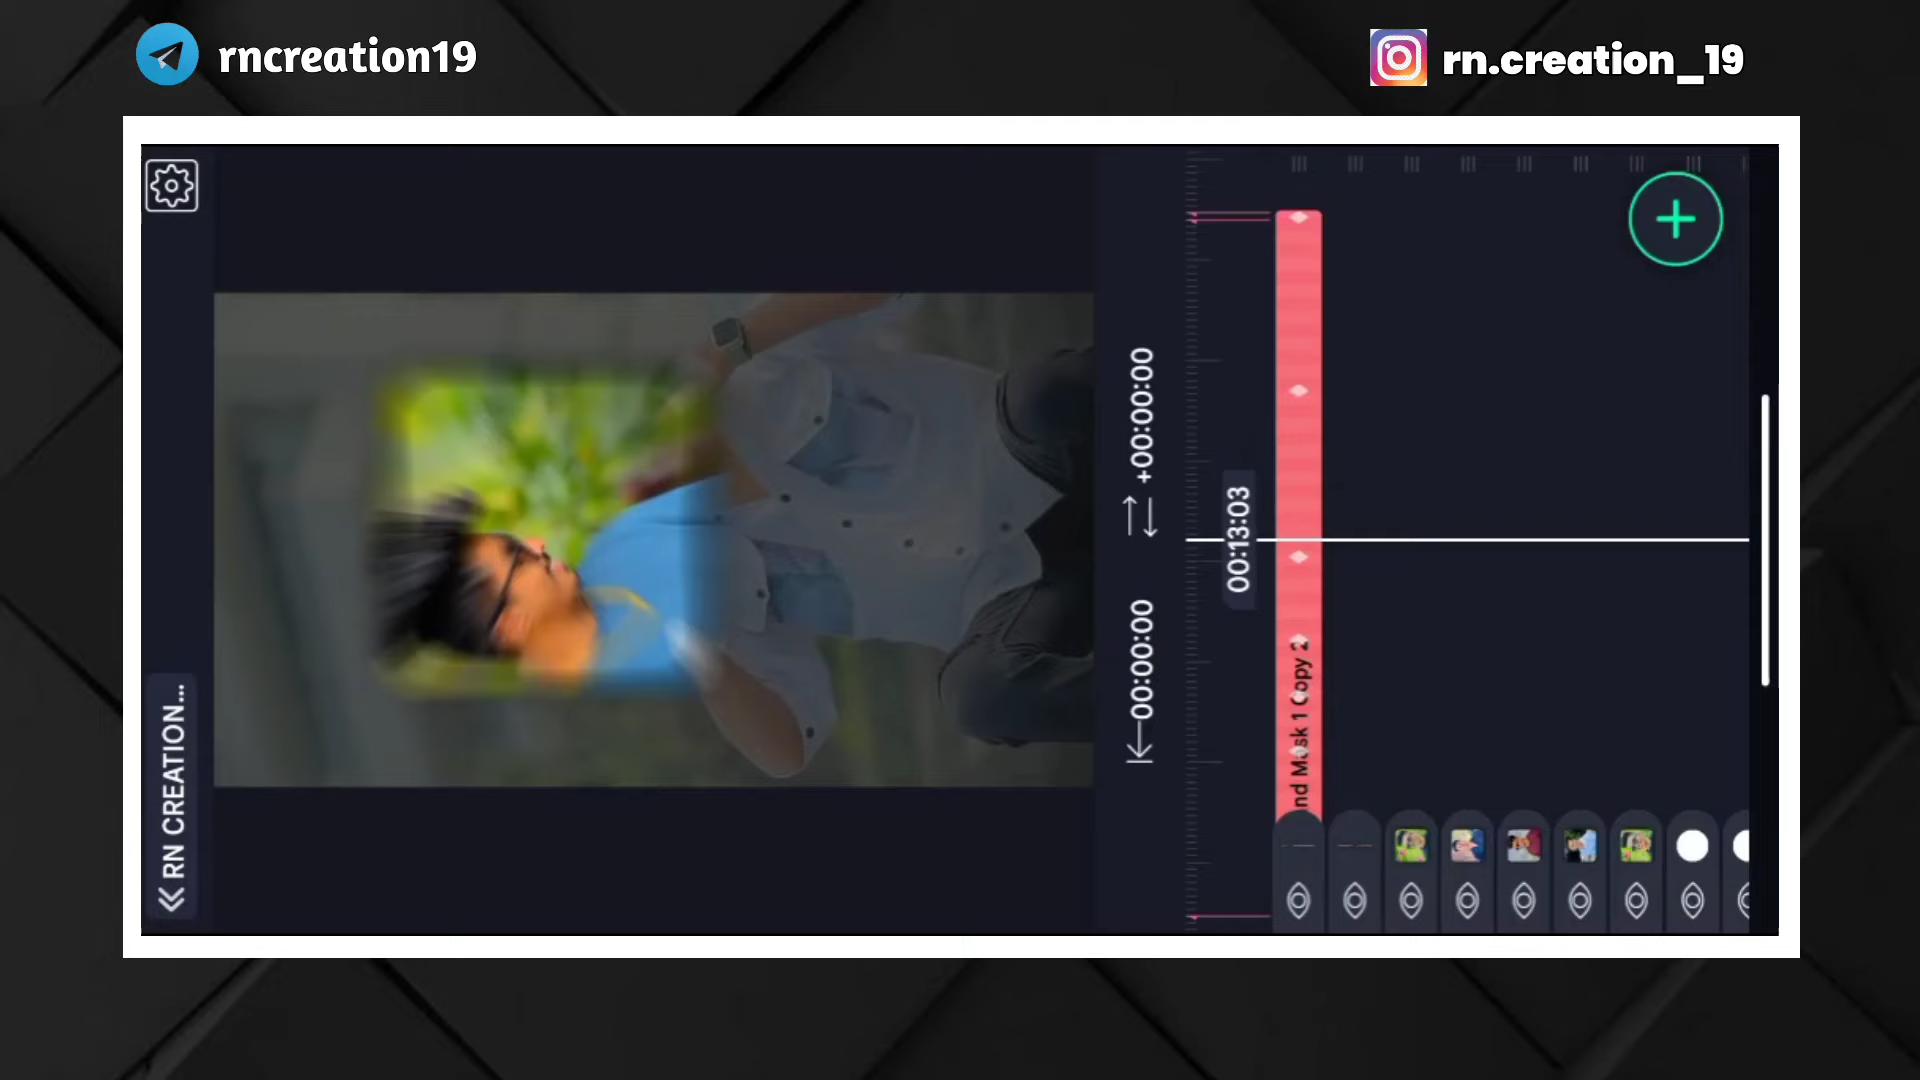 rncreation19
rn.creation_19
RN CREATION...
+00:00:00
00:00:00
00:13:03
nd Mask 1 Copy 2